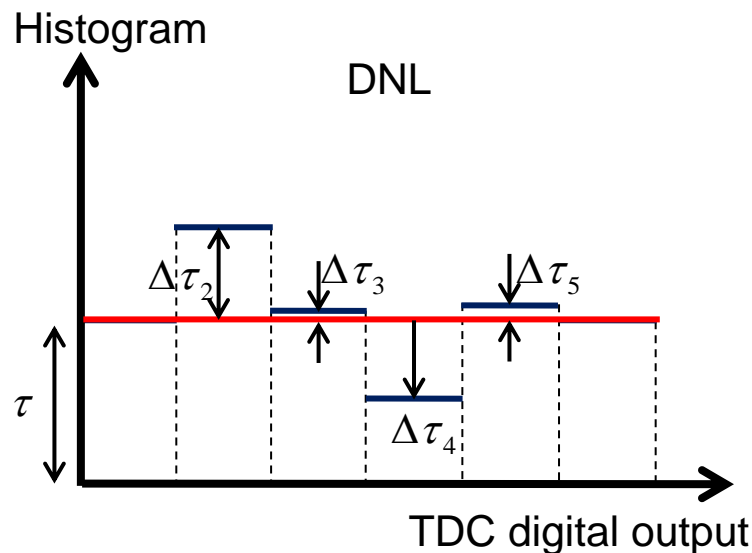 Histogram
DNL
Δτ₂
Δτ₃
Δτ₅
τ
Δτ₄
TDC digital output